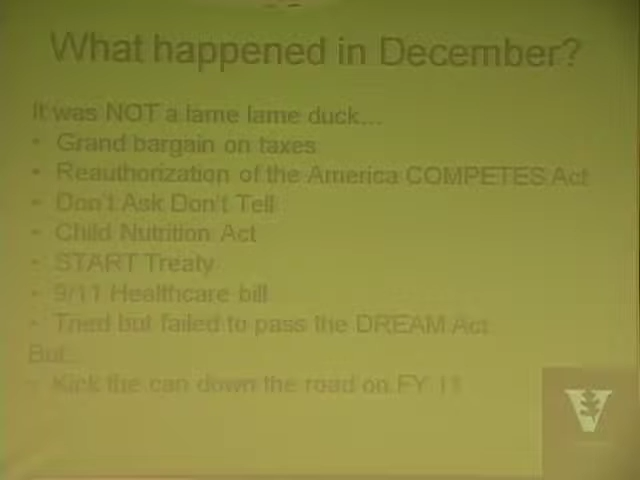 What happened in December?
It was NOT a lame lame duck...
• Grand bargain on taxes
• Reauthorization of the America COMPETES Act
• Don't Ask Don't Tell
• Child Nutrition Act
• START Treaty
• 9/11 Healthcare bill
• Tried but failed to pass the DREAM Act
But...
• Kick the can down the road on FY 11
V